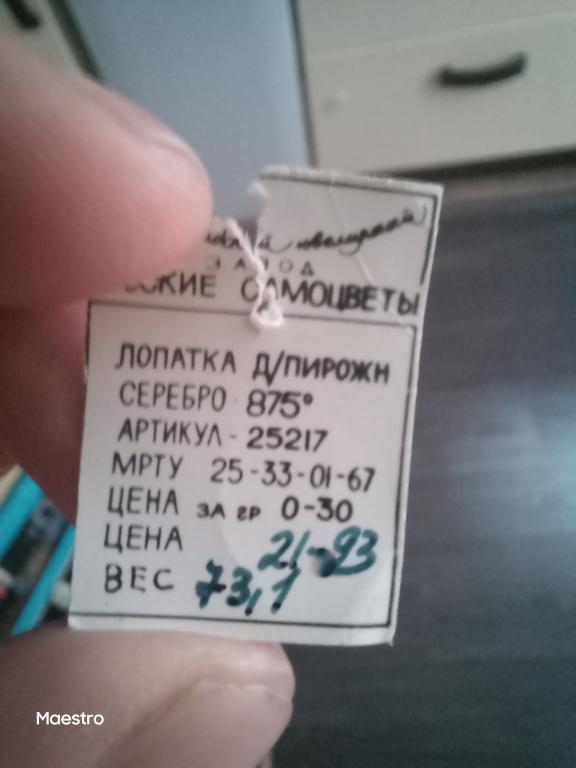 ювелирный
ЗАВОД
САМОЦВЕТЫ
ЛОПАТКА Д/ПИРОЖН
СЕРЕБРО 875°
АРТИКУЛ - 25217
МРТУ 25-33-01-67
ЦЕНА ЗА ГР 0-30
ЦЕНА 21-93
ВЕС 73,1
Maestro